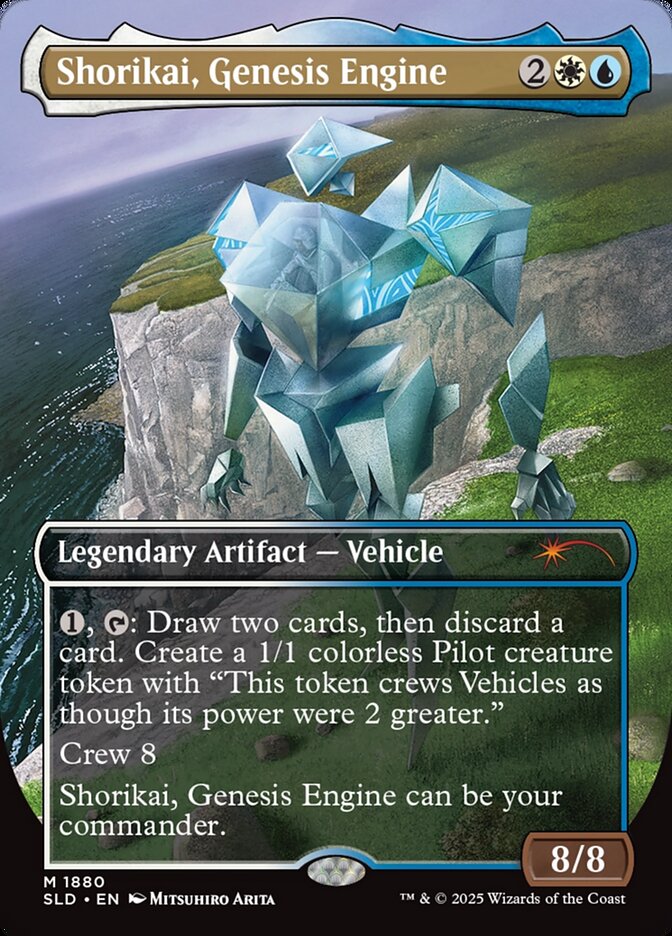 Shorikai, Genesis Engine 2
Legendary Artifact — Vehicle
1, : Draw two cards, then discard a
card. Create a 1/1 colorless Pilot creature
token with “This token crews Vehicles as
though its power were 2 greater.”
Crew 8
Shorikai, Genesis Engine can be your
commander.
8/8
M 1880
SLD • EN Mitsuhiro Arita
™ & © 2025 Wizards of the Coast